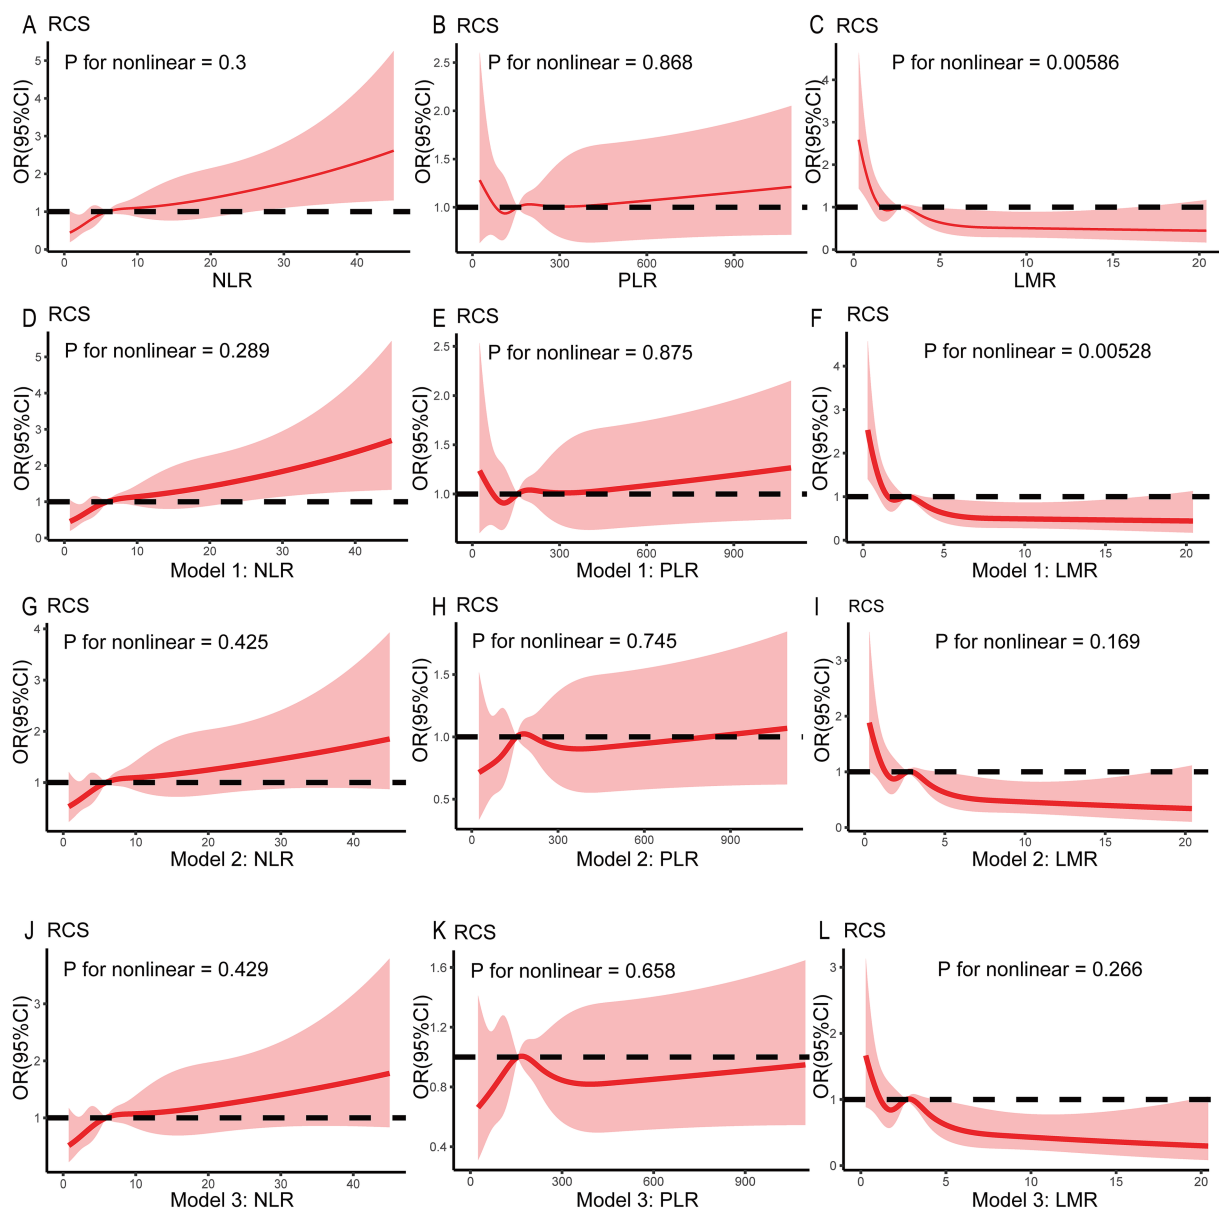 A RCS
P for nonlinear = 0.3
OR(95%CI)
5
4
3
2
1
0
0 10 20 30 40
NLR
B RCS
P for nonlinear = 0.868
OR(95%CI)
2.5
2.0
1.5
1.0
0 300 600 900
PLR
C RCS
P for nonlinear = 0.00586
OR(95%CI)
4
2
1
0
0 5 10 15 20
LMR
D RCS
P for nonlinear = 0.289
OR(95%CI)
5
4
3
2
1
0
0 10 20 30 40
Model 1: NLR
E RCS
P for nonlinear = 0.875
OR(95%CI)
2.5
2.0
1.5
1.0
0 300 600 900
Model 1: PLR
F RCS
P for nonlinear = 0.00528
OR(95%CI)
4
3
2
1
0
0 5 10 15 20
Model 1: LMR
G RCS
P for nonlinear = 0.425
OR(95%CI)
4
3
2
1
0 10 20 30 40
Model 2: NLR
H RCS
P for nonlinear = 0.745
OR(95%CI)
1.5
1.0
0.5
0 300 600 900
Model 2: PLR
I RCS
P for nonlinear = 0.169
OR(95%CI)
3
2
1
0
0 5 10 15 20
Model 2: LMR
J RCS
P for nonlinear = 0.429
OR(95%CI)
3
2
1
0 10 20 30 40
Model 3: NLR
K RCS
P for nonlinear = 0.658
OR(95%CI)
1.6
1.2
0.8
0.4
0 300 600 900
Model 3: PLR
L RCS
P for nonlinear = 0.266
OR(95%CI)
3
2
1
0
0 5 10 15 20
Model 3: LMR